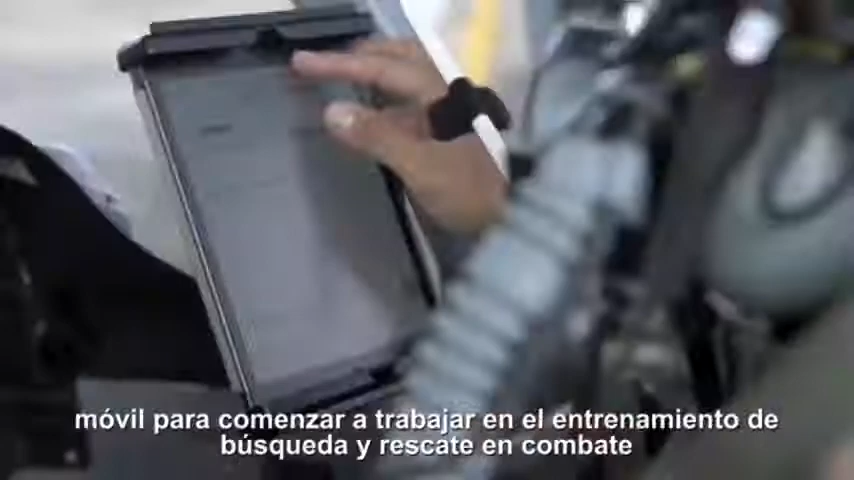 móvil para comenzar a trabajar en el entrenamiento de
búsqueda y rescate en combate